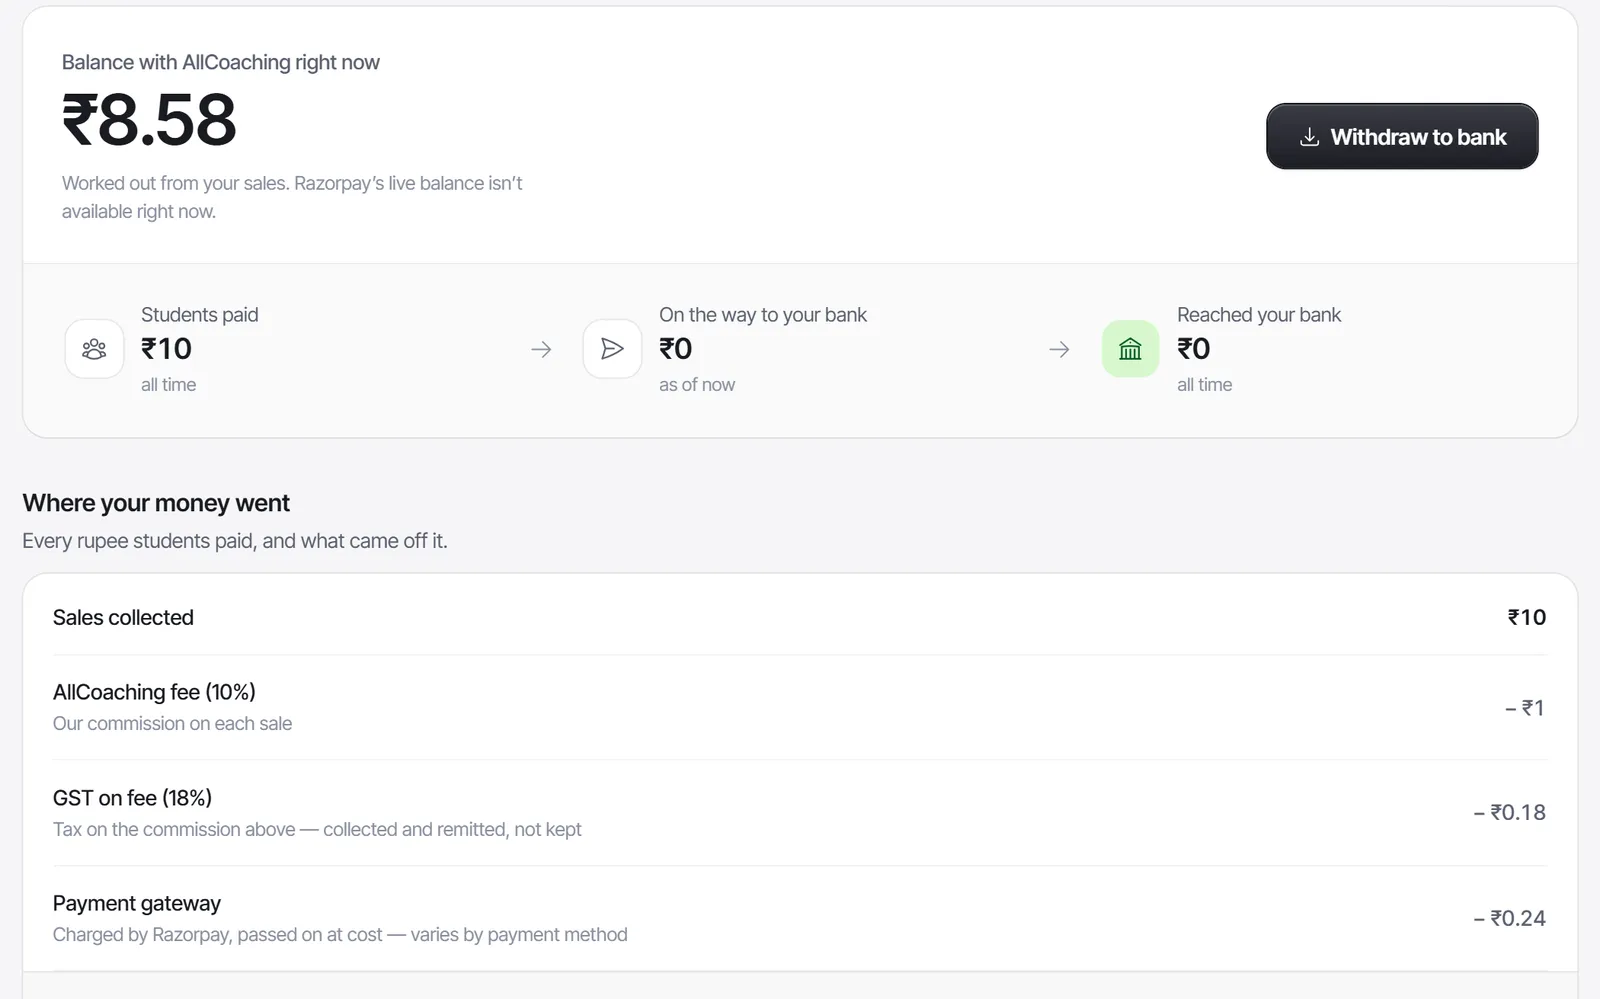 Balance with AllCoaching right now
₹8.58
Withdraw to bank
Worked out from your sales. Razorpay’s live balance isn’t
available right now.
Students paid
₹10
all time
On the way to your bank
₹0
as of now
Reached your bank
₹0
all time
Where your money went
Every rupee students paid, and what came off it.
Sales collected
₹10
AllCoaching fee (10%)
Our commission on each sale
– ₹1
GST on fee (18%)
Tax on the commission above — collected and remitted, not kept
– ₹0.18
Payment gateway
Charged by Razorpay, passed on at cost — varies by payment method
– ₹0.24